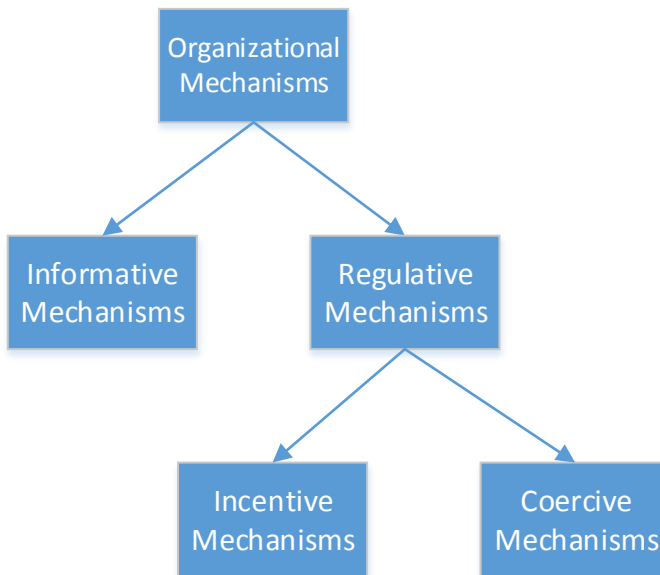 Organizational
Mechanisms
Informative
Mechanisms
Regulative
Mechanisms
Incentive
Mechanisms
Coercive
Mechanisms